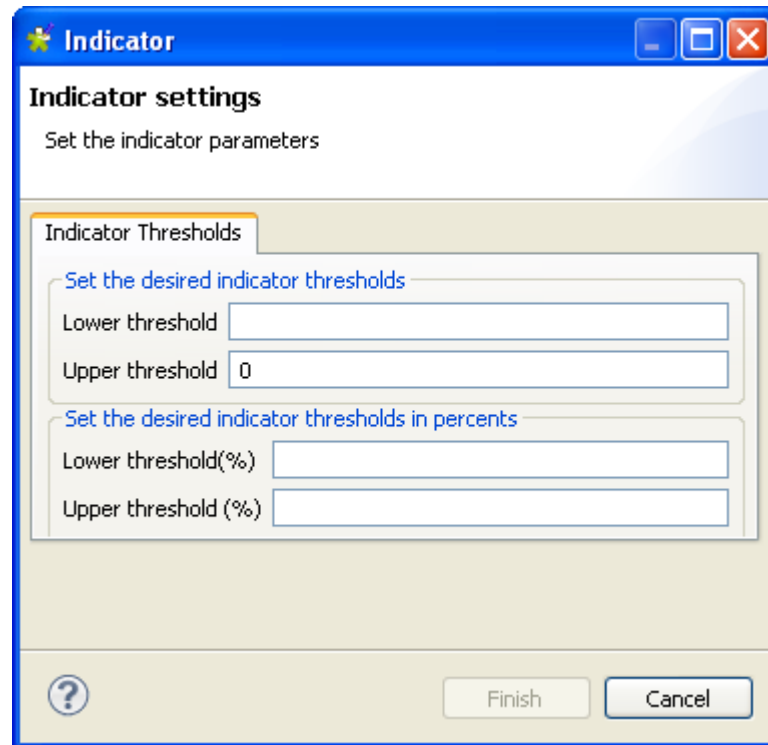 Indicator
Indicator settings
Set the indicator parameters
Indicator Thresholds
Set the desired indicator thresholds
Lower threshold
Upper threshold 0
Set the desired indicator thresholds in percents
Lower threshold(%)
Upper threshold (%)
? Finish Cancel